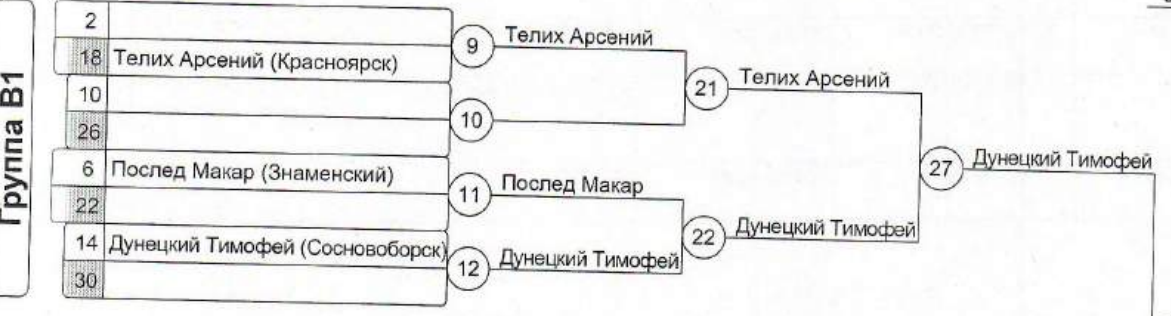 Группа B1
2
18 Телих Арсений (Красноярск)
10
26
6 Послед Макар (Знаменский)
22
14 Дунецкий Тимофей (Сосновоборск)
30
9 Телих Арсений
10
11 Послед Макар
12 Дунецкий Тимофей
21 Телих Арсений
22 Дунецкий Тимофей
27 Дунецкий Тимофей